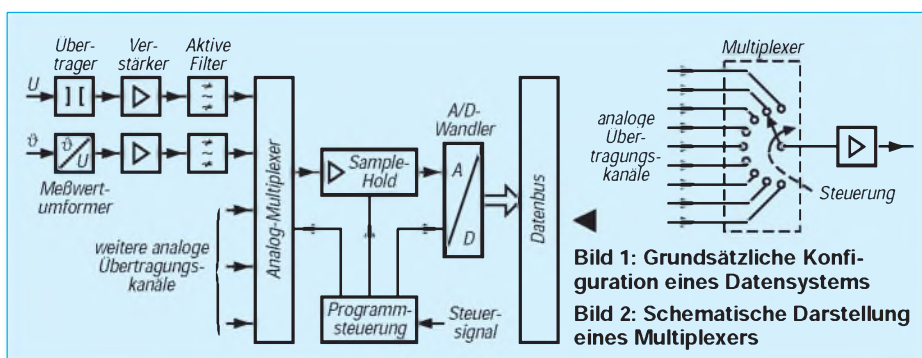 Über-
trager
Ver-
stärker
Aktive
Filter
U
ϑ
ϑ
U
Meßwert-
umformer
weitere analoge
Übertragungs-
kanäle
Analog-Multiplexer
Sample-
Hold
A/D-
Wandler
A
D
Programm-
steuerung
Steuer-
signal
Datenbus
Multiplexer
analoge
Über-
tragungs-
kanäle
Steuerung
Bild 1: Grundsätzliche Konfi-
guration eines Datensystems
Bild 2: Schematische Darstellung
eines Multiplexers